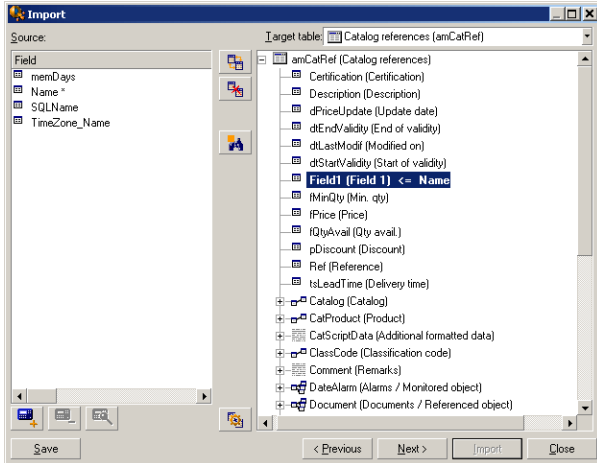 Import
Source:
Target table: Catalog references (amCatRef)
Field
memDays
Name *
SQLName
TimeZone_Name
amCatRef (Catalog references)
Certification (Certification)
Description (Description)
dPriceUpdate (Update date)
dtEndValidity (End of validity)
dtLastModif (Modified on)
dtStartValidity (Start of validity)
Field1 (Field 1) <= Name
fMinQty (Min. qty)
fPrice (Price)
fQtyAvail (Qty avail.)
pDiscount (Discount)
Ref (Reference)
tsLeadTime (Delivery time)
Catalog (Catalog)
CatProduct (Product)
CatScriptData (Additional formatted data)
ClassCode (Classification code)
Comment (Remarks)
DateAlarm (Alarms / Monitored object)
Document (Documents / Referenced object)
Save
< Previous
Next >
Import
Close